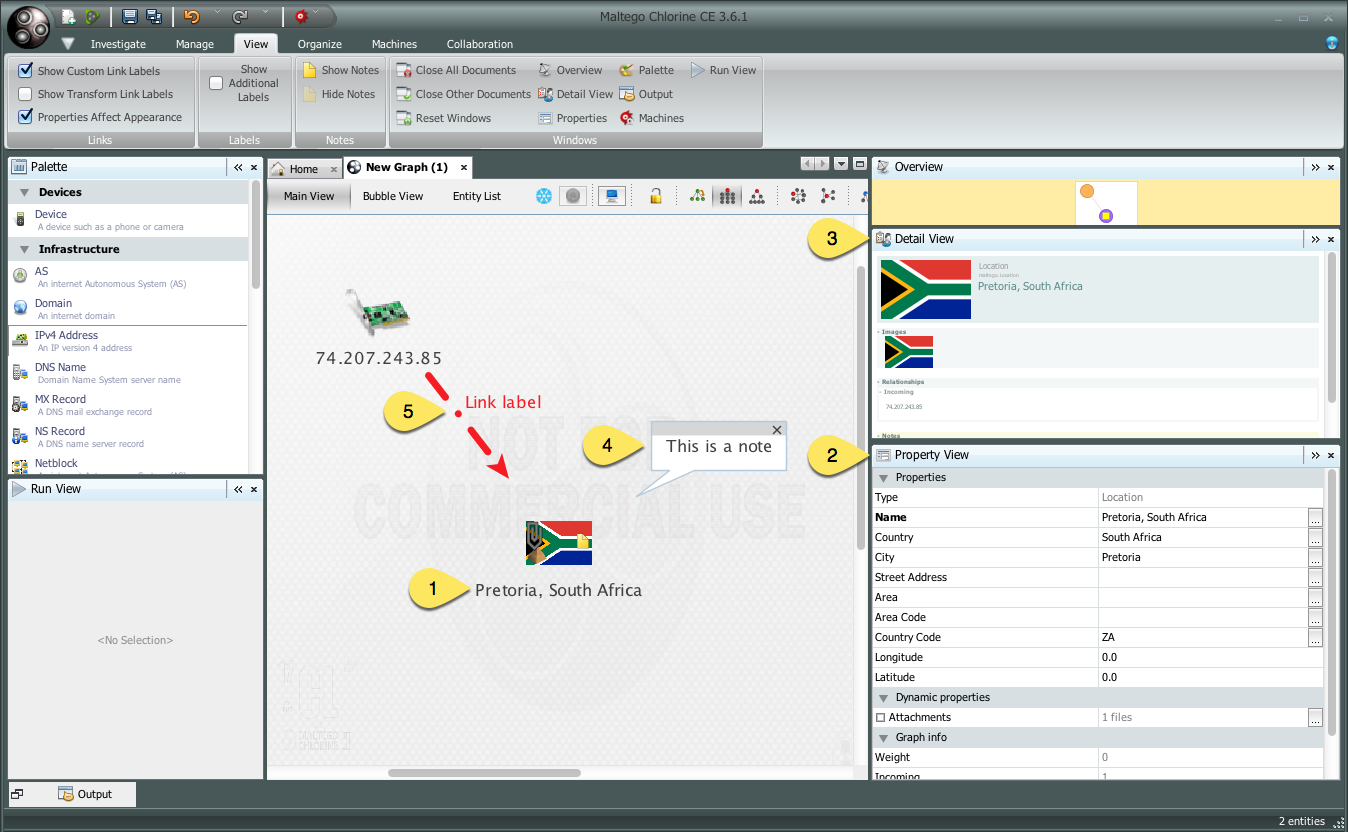 Maltego Chlorine CE 3.6.1
Investigate Manage View Organize Machines Collaboration
Show Custom Link Labels
Show Transform Link Labels
Properties Affect Appearance
Links
Show
Additional
Labels
Labels
Show Notes
Hide Notes
Notes
Close All Documents Overview Palette Run View
Close Other Documents Detail View Output
Reset Windows Properties Machines
Windows
Palette
Devices
Device
A device such as a phone or camera
Infrastructure
AS
An internet Autonomous System (AS)
Domain
An internet domain
IPv4 Address
An IP version 4 address
DNS Name
Domain Name System server name
MX Record
A DNS mail exchange record
NS Record
A DNS name server record
Netblock
Run View
<No Selection>
Output
Home New Graph (1)
Main View Bubble View Entity List
74.207.243.85
5
Link label
4
This is a note
NOT FOR
COMMERCIAL USE
1
Pretoria, South Africa
Overview
3
Detail View
Location
maltego.Location
Pretoria, South Africa
- Images
- Relationships
- Incoming
74.207.243.85
- Notes
2
Property View
Properties
Type Location
Name Pretoria, South Africa ...
Country South Africa ...
City Pretoria ...
Street Address ...
Area ...
Area Code ...
Country Code ZA ...
Longitude 0.0
Latitude 0.0
Dynamic properties
Attachments 1 files ...
Graph info
Weight 0
Incoming 1
2 entities